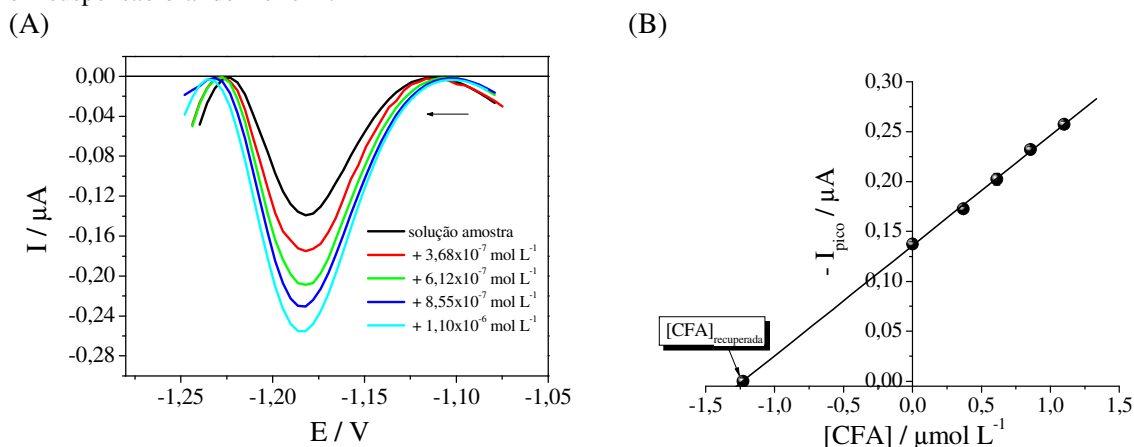 (A)
(B)
0,00
-0,04
-0,08
-0,12
-0,16
-0,20
-0,24
-0,28
I / μA
solução amostra
+ 3,68x10⁻⁷ mol L⁻¹
+ 6,12x10⁻⁷ mol L⁻¹
+ 8,55x10⁻⁷ mol L⁻¹
+ 1,10x10⁻⁶ mol L⁻¹
-1,25 -1,20 -1,15 -1,10 -1,05
E / V
0,30
0,25
0,20
0,15
0,10
0,05
0,00
- I pico / μA
[CFA] recuperada
-1,5 -1,0 -0,5 0,0 0,5 1,0 1,5
[CFA] / μmol L⁻¹